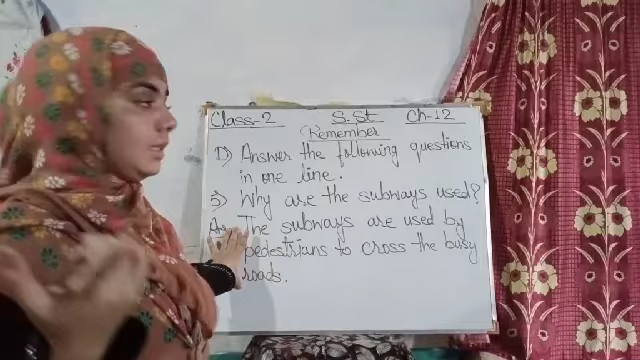 Class-2 S.St Ch-12
Remember
D) Answer the following questions
in one line.
5) Why are the subways used?
The subways are used by
pedestrians to cross the busy
roads.